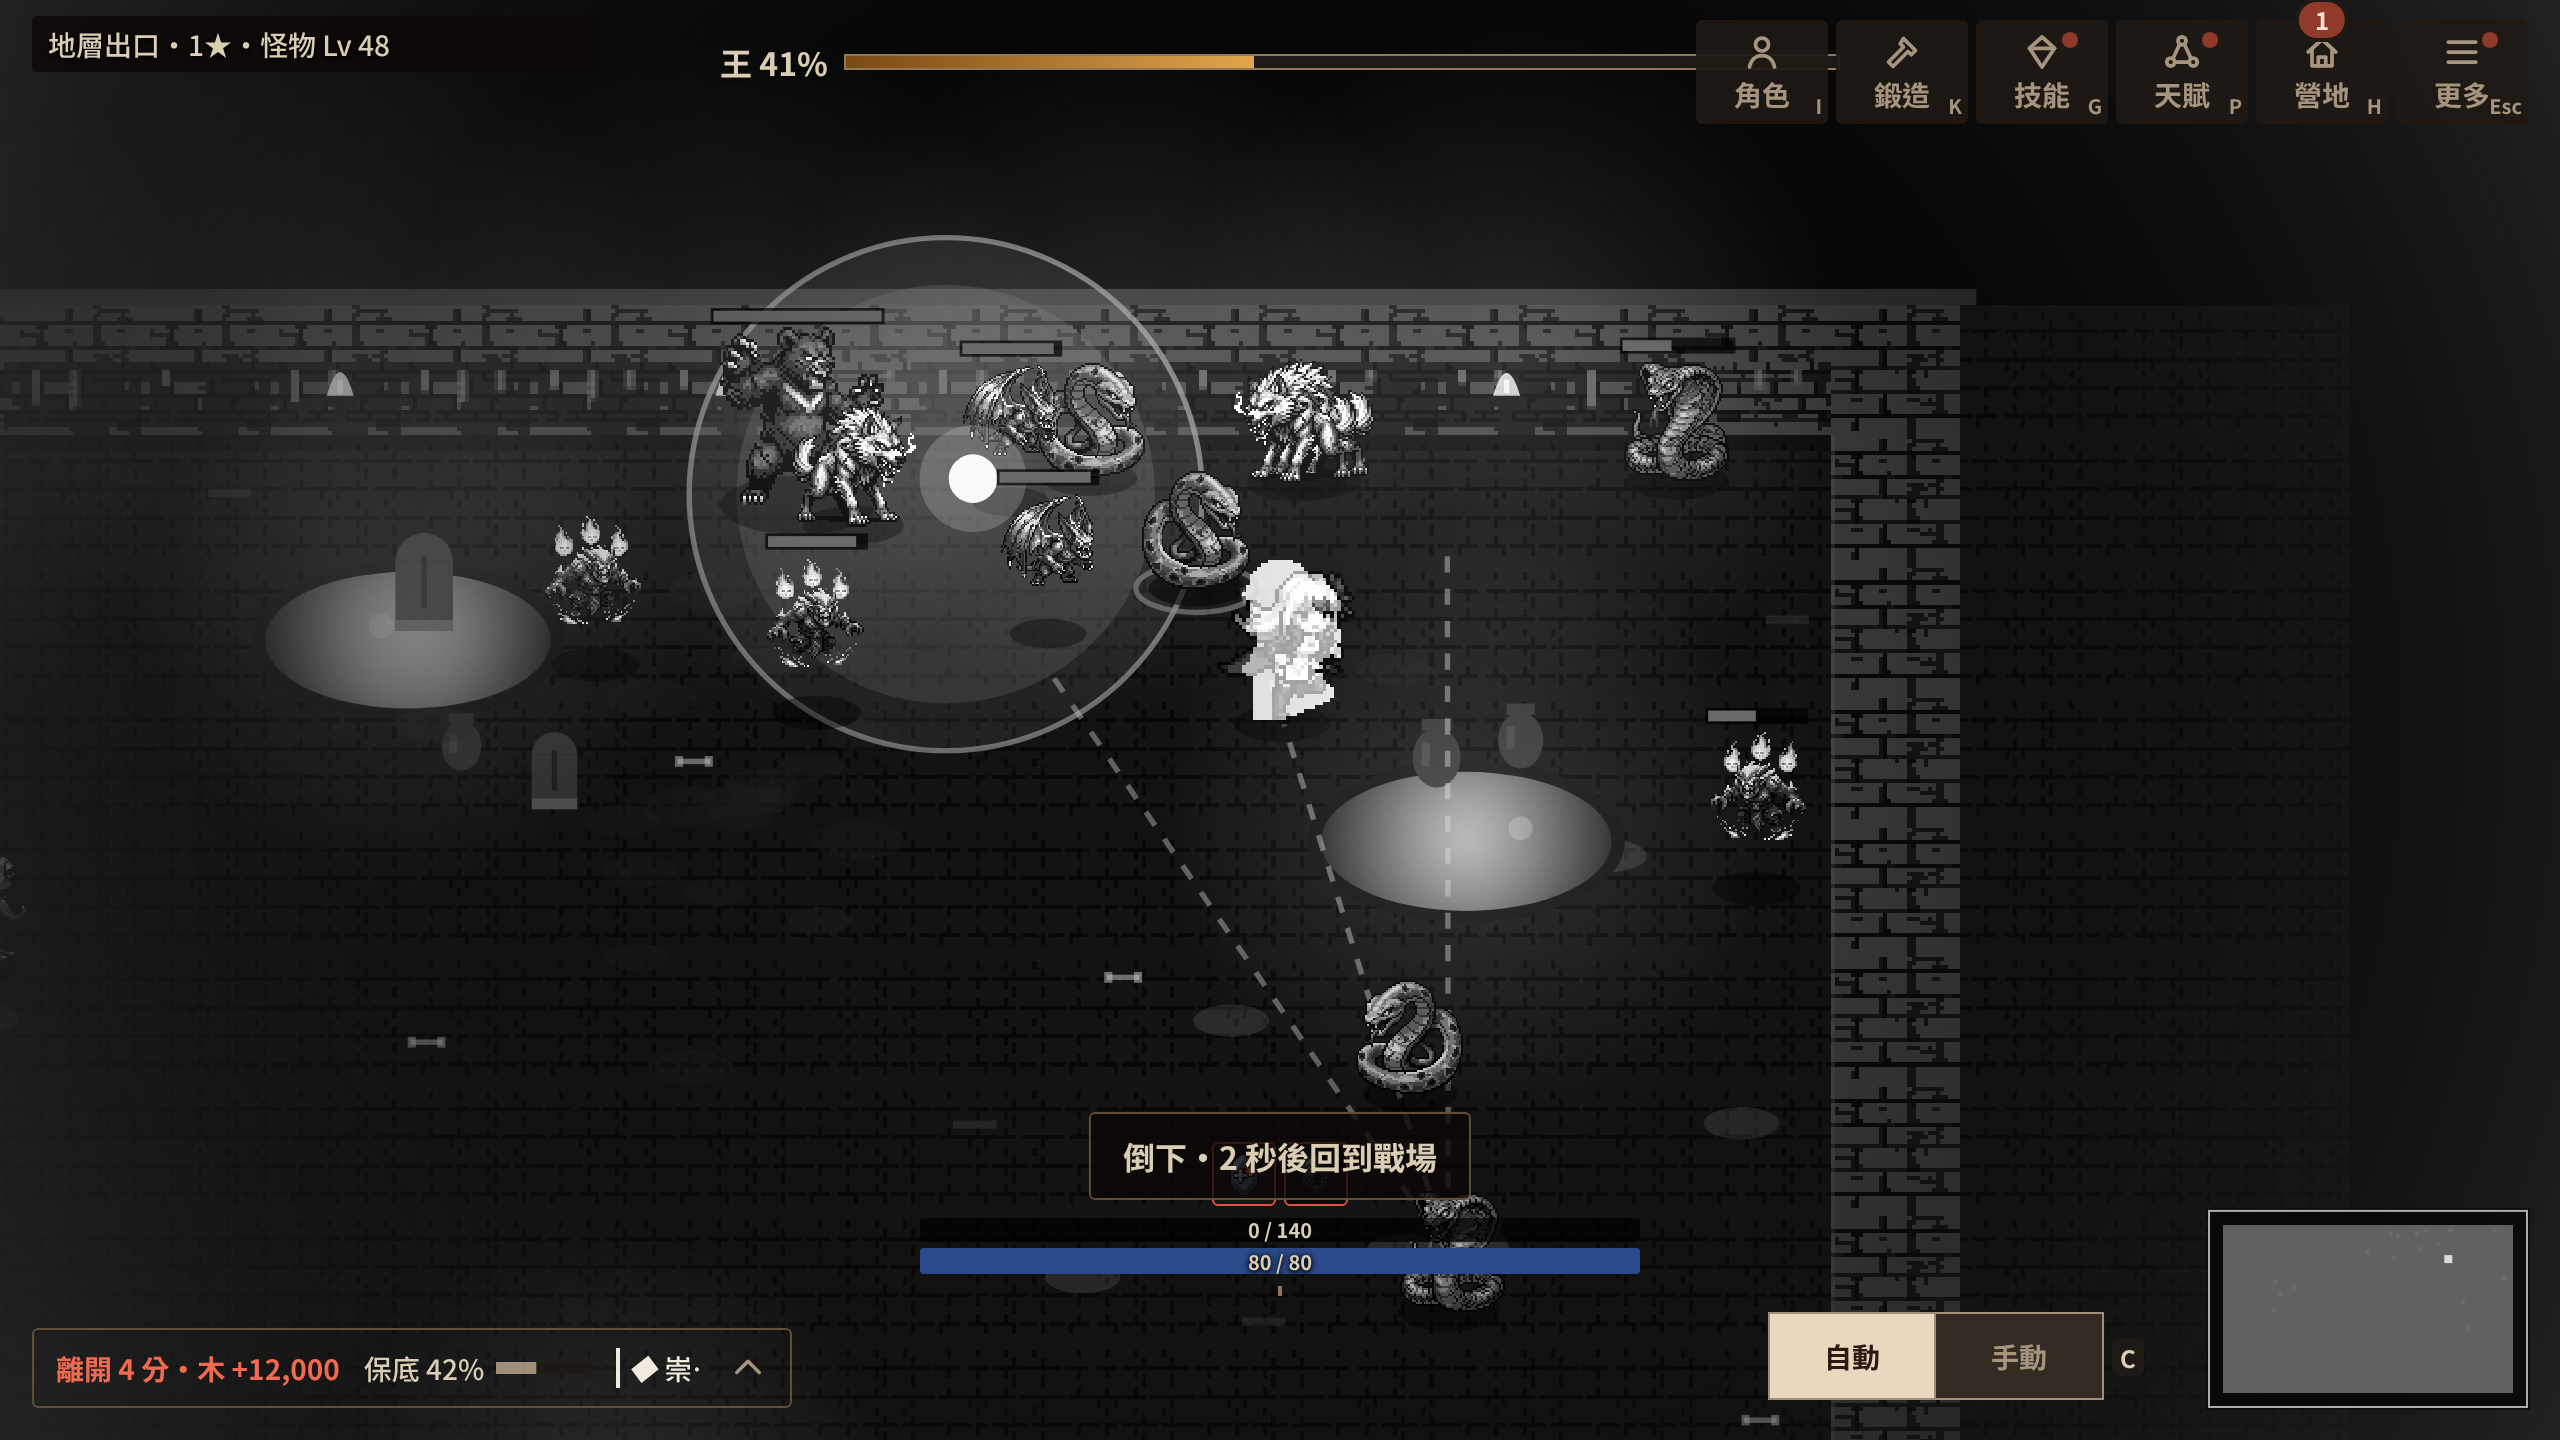 地層出口·1★·怪物 Lv 48
王 41%
1
角色 I
鍛造 K
技能 G
天賦 P
營地 H
更多 Esc
倒下·2 秒後回到戰場
0 / 140
80 / 80
離開 4 分·木 +12,000 保底 42% ◆崇·
自動 手動 C